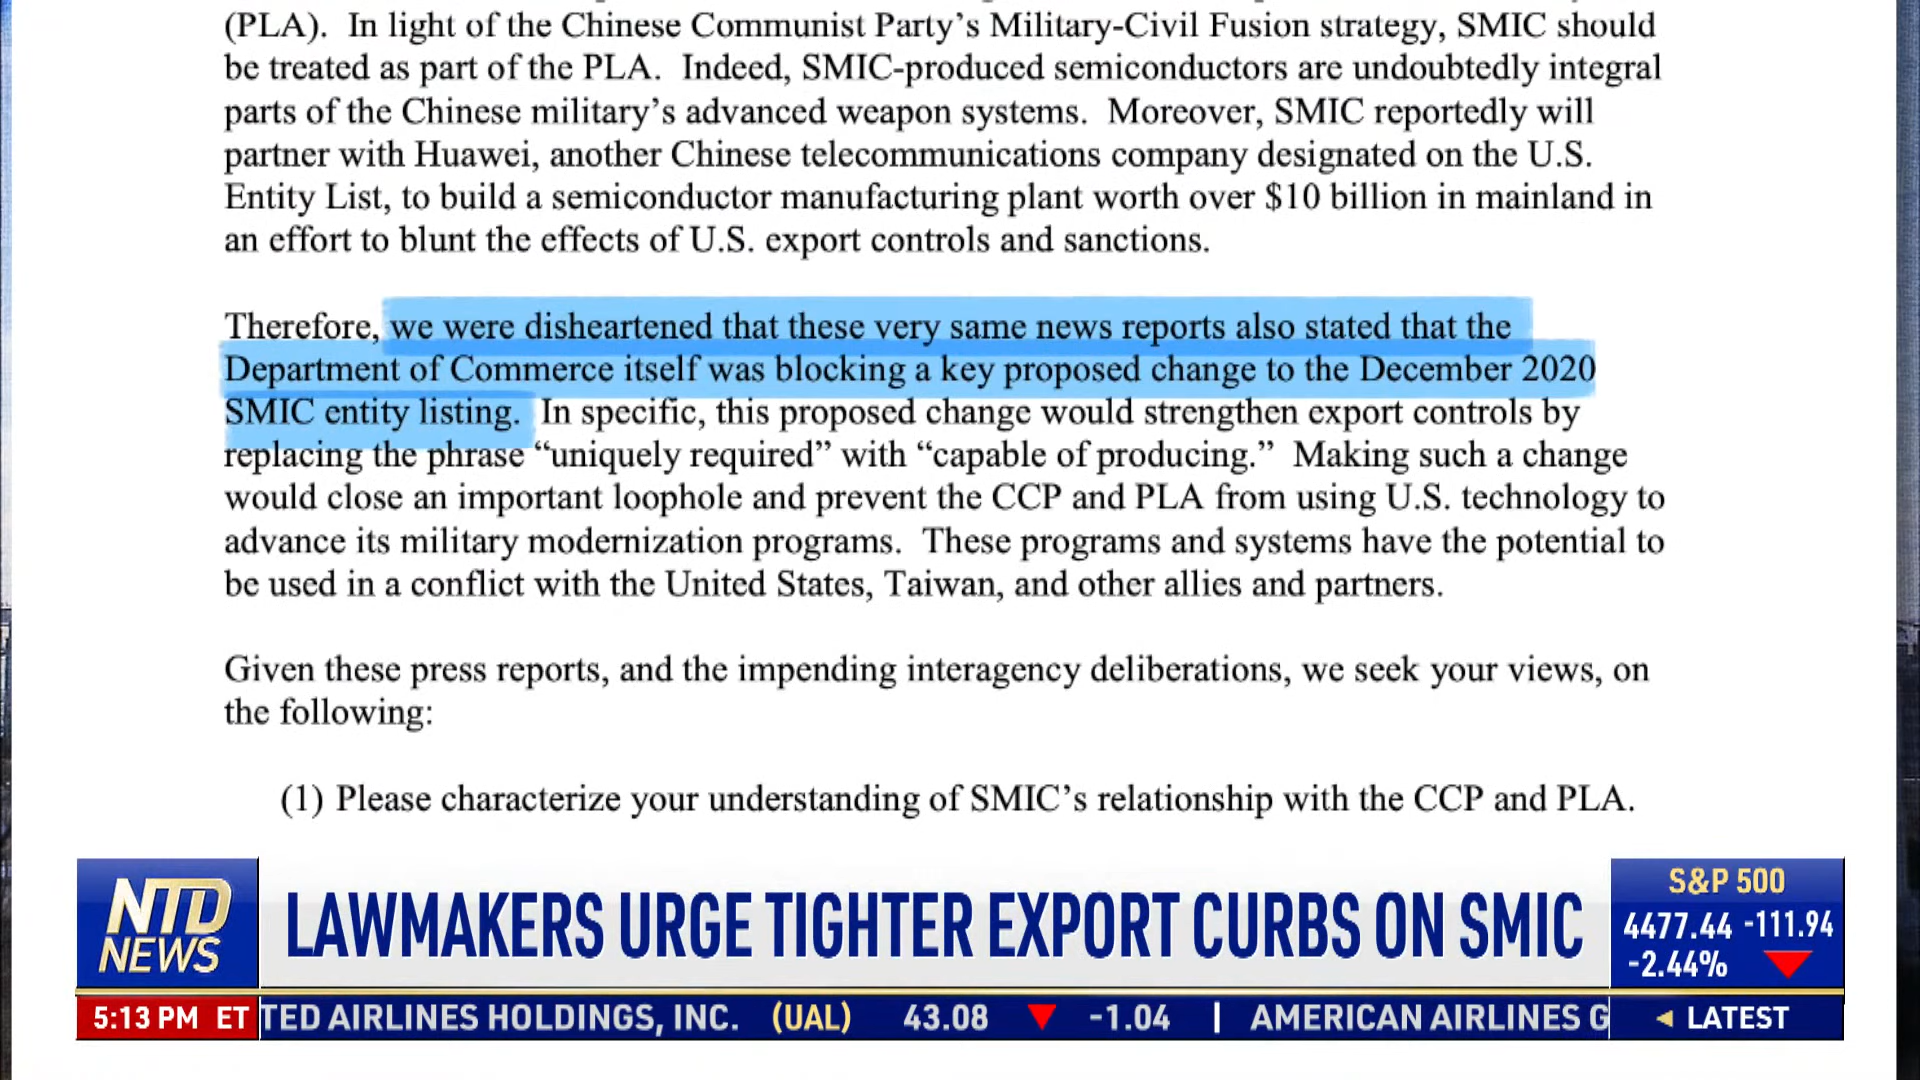 (PLA).  In light of the Chinese Communist Party’s Military-Civil Fusion strategy, SMIC should
be treated as part of the PLA.  Indeed, SMIC-produced semiconductors are undoubtedly integral
parts of the Chinese military’s advanced weapon systems.  Moreover, SMIC reportedly will
partner with Huawei, another Chinese telecommunications company designated on the U.S.
Entity List, to build a semiconductor manufacturing plant worth over $10 billion in mainland in
an effort to blunt the effects of U.S. export controls and sanctions.
Therefore, we were disheartened that these very same news reports also stated that the
Department of Commerce itself was blocking a key proposed change to the December 2020
SMIC entity listing.  In specific, this proposed change would strengthen export controls by
replacing the phrase “uniquely required” with “capable of producing.”  Making such a change
would close an important loophole and prevent the CCP and PLA from using U.S. technology to
advance its military modernization programs.  These programs and systems have the potential to
be used in a conflict with the United States, Taiwan, and other allies and partners.
Given these press reports, and the impending interagency deliberations, we seek your views, on
the following:
(1) Please characterize your understanding of SMIC’s relationship with the CCP and PLA.
NTD
NEWS
LAWMAKERS URGE TIGHTER EXPORT CURBS ON SMIC
S&P 500
4477.44 -111.94
-2.44%
5:13 PM ET
TED AIRLINES HOLDINGS, INC. (UAL) 43.08 -1.04 | AMERICAN AIRLINES G
LATEST